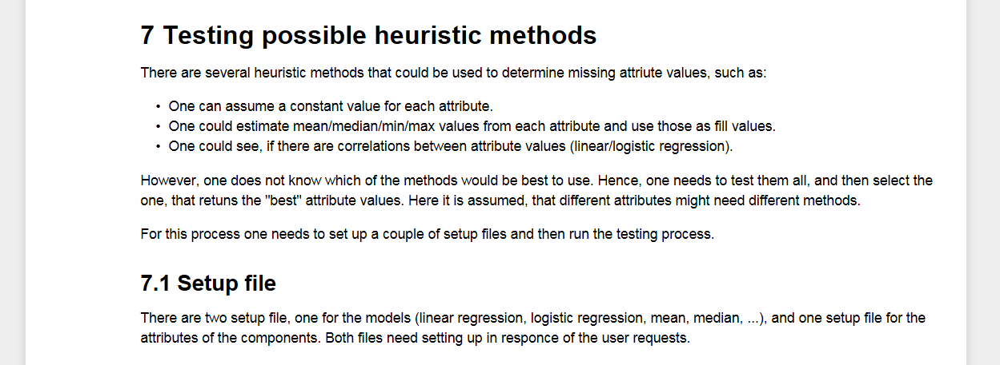 7 Testing possible heuristic methods
There are several heuristic methods that could be used to determine missing attriute values, such as:
• One can assume a constant value for each attribute.
• One could estimate mean/median/min/max values from each attribute and use those as fill values.
• One could see, if there are correlations between attribute values (linear/logistic regression).
However, one does not know which of the methods would be best to use. Hence, one needs to test them all, and then select the
one, that retuns the "best" attribute values. Here it is assumed, that different attributes might need different methods.
For this process one needs to set up a couple of setup files and then run the testing process.
7.1 Setup file
There are two setup file, one for the models (linear regression, logistic regression, mean, median, ...), and one setup file for the
attributes of the components. Both files need setting up in responce of the user requests.